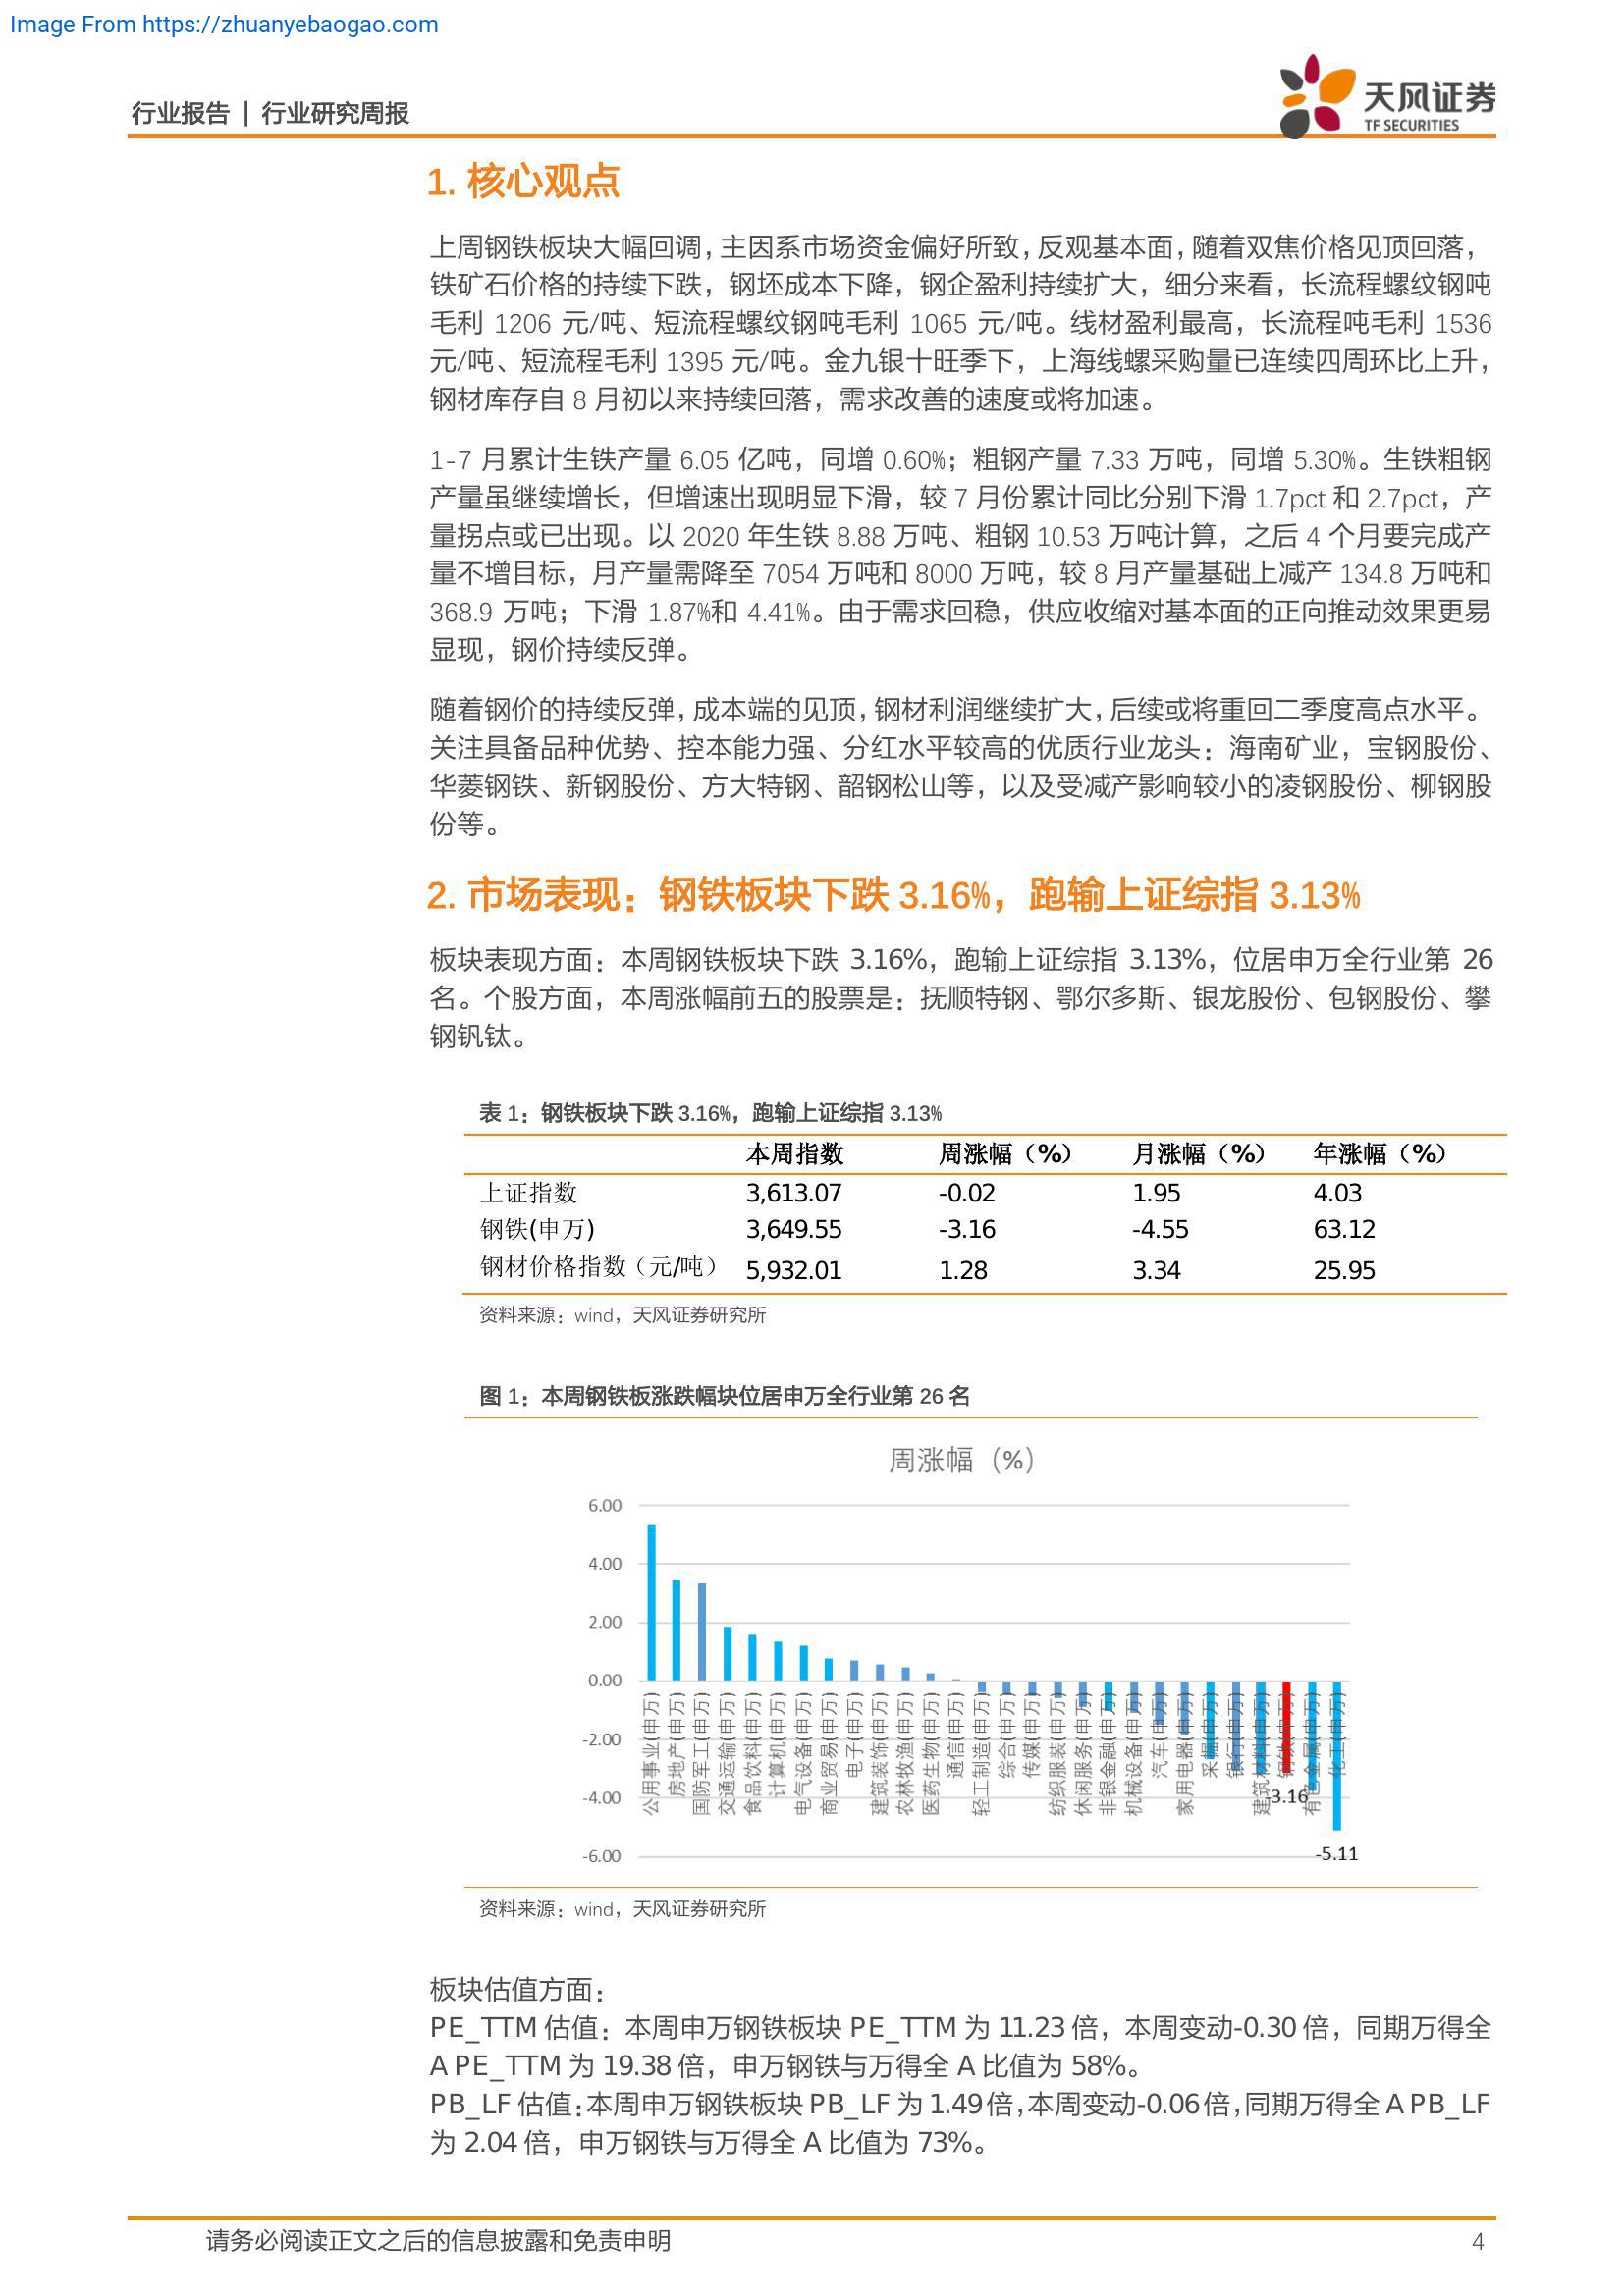 Image From https://zhuanyebaogao.com
行业报告 | 行业研究周报
天风证券
TF SECURITIES
1. 核心观点
上周钢铁板块大幅回调，主因系市场资金偏好所致，反观基本面，随着双焦价格见顶回落，
铁矿石价格的持续下跌，钢坯成本下降，钢企盈利持续扩大，细分来看，长流程螺纹钢吨
毛利 1206 元/吨、短流程螺纹钢吨毛利 1065 元/吨。线材盈利最高，长流程吨毛利 1536
元/吨、短流程毛利 1395 元/吨。金九银十旺季下，上海线螺采购量已连续四周环比上升，
钢材库存自 8 月初以来持续回落，需求改善的速度或将加速。
1-7 月累计生铁产量 6.05 亿吨，同增 0.60%；粗钢产量 7.33 万吨，同增 5.30%。生铁粗钢
产量虽继续增长，但增速出现明显下滑，较 7 月份累计同比分别下滑 1.7pct 和 2.7pct，产
量拐点或已出现。以 2020 年生铁 8.88 万吨、粗钢 10.53 万吨计算，之后 4 个月要完成产
量不增目标，月产量需降至 7054 万吨和 8000 万吨，较 8 月产量基础上减产 134.8 万吨和
368.9 万吨；下滑 1.87%和 4.41%。由于需求回稳，供应收缩对基本面的正向推动效果更易
显现，钢价持续反弹。
随着钢价的持续反弹，成本端的见顶，钢材利润继续扩大，后续或将重回二季度高点水平。
关注具备品种优势、控本能力强、分红水平较高的优质行业龙头：海南矿业，宝钢股份、
华菱钢铁、新钢股份、方大特钢、韶钢松山等，以及受减产影响较小的凌钢股份、柳钢股
份等。
2. 市场表现：钢铁板块下跌 3.16%，跑输上证综指 3.13%
板块表现方面：本周钢铁板块下跌 3.16%，跑输上证综指 3.13%，位居申万全行业第 26
名。个股方面，本周涨幅前五的股票是：抚顺特钢、鄂尔多斯、银龙股份、包钢股份、攀
钢钒钛。
表 1：钢铁板块下跌 3.16%，跑输上证综指 3.13%
本周指数 周涨幅（%） 月涨幅（%） 年涨幅（%）
上证指数 3,613.07 -0.02 1.95 4.03
钢铁(申万) 3,649.55 -3.16 -4.55 63.12
钢材价格指数（元/吨） 5,932.01 1.28 3.34 25.95
资料来源：wind，天风证券研究所
图 1：本周钢铁板涨跌幅块位居申万全行业第 26 名
周涨幅（%）
6.00
4.00
2.00
0.00
-2.00
-4.00
-6.00
公用事业(申万)
房地产(申万)
国防军工(申万)
交通运输(申万)
食品饮料(申万)
计算机(申万)
电气设备(申万)
商业贸易(申万)
电子(申万)
建筑装饰(申万)
农林牧渔(申万)
医药生物(申万)
通信(申万)
轻工制造(申万)
综合(申万)
传媒(申万)
纺织服装(申万)
休闲服务(申万)
非银金融(申万)
机械设备(申万)
汽车(申万)
家用电器(申万)
采掘(申万)
银行(申万)
建筑材料(申万)
钢铁(申万)
有色金属(申万)
化工(申万)
-3.16
-5.11
资料来源：wind，天风证券研究所
板块估值方面：
PE_TTM 估值：本周申万钢铁板块 PE_TTM 为 11.23 倍，本周变动-0.30 倍，同期万得全
A PE_TTM 为 19.38 倍，申万钢铁与万得全 A 比值为 58%。
PB_LF 估值：本周申万钢铁板块 PB_LF 为 1.49 倍，本周变动-0.06 倍，同期万得全 A PB_LF
为 2.04 倍，申万钢铁与万得全 A 比值为 73%。
请务必阅读正文之后的信息披露和免责申明
4